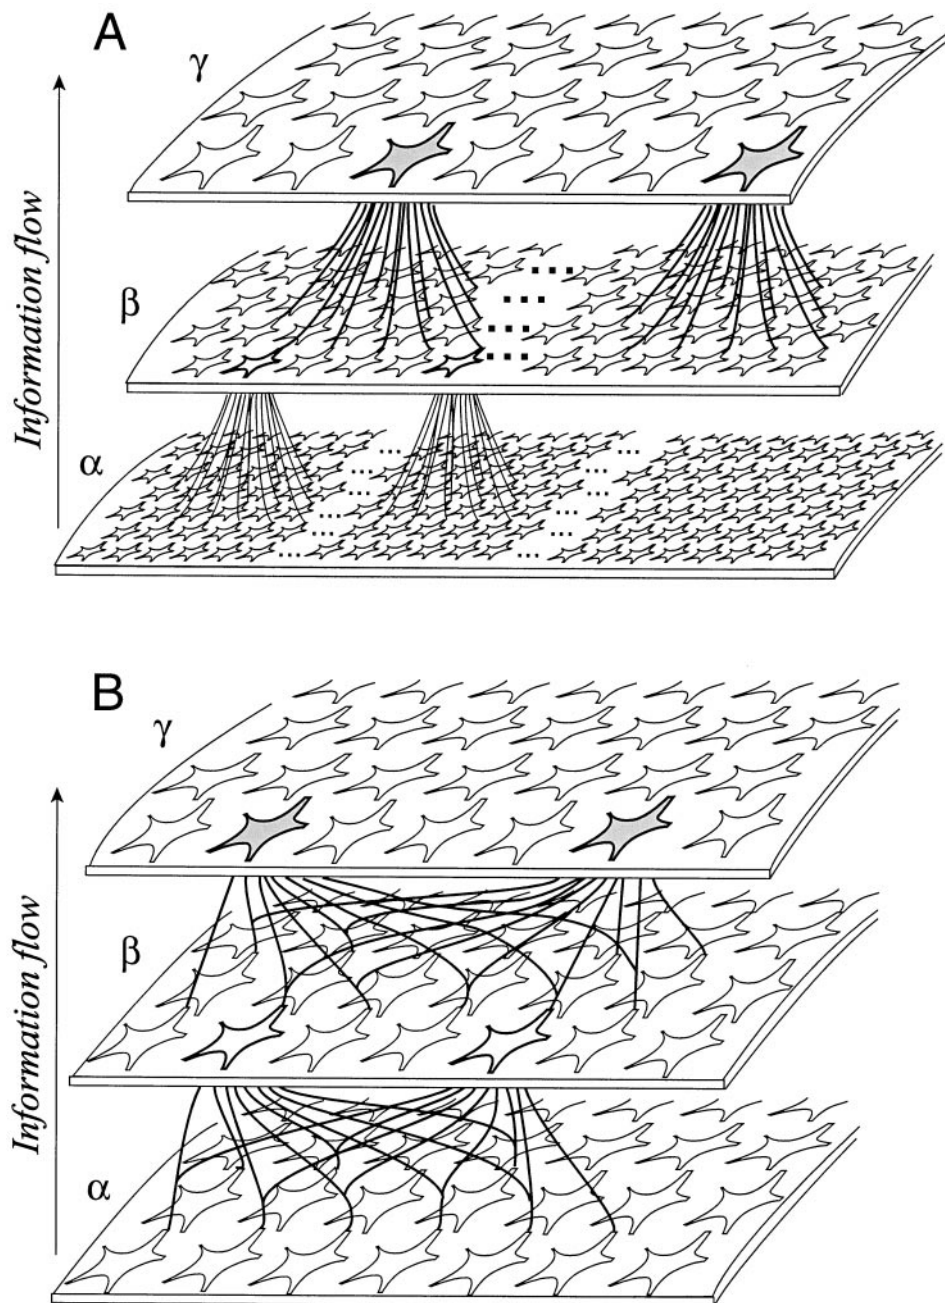 A
γ
β
α
Information flow
B
γ
β
α
Information flow